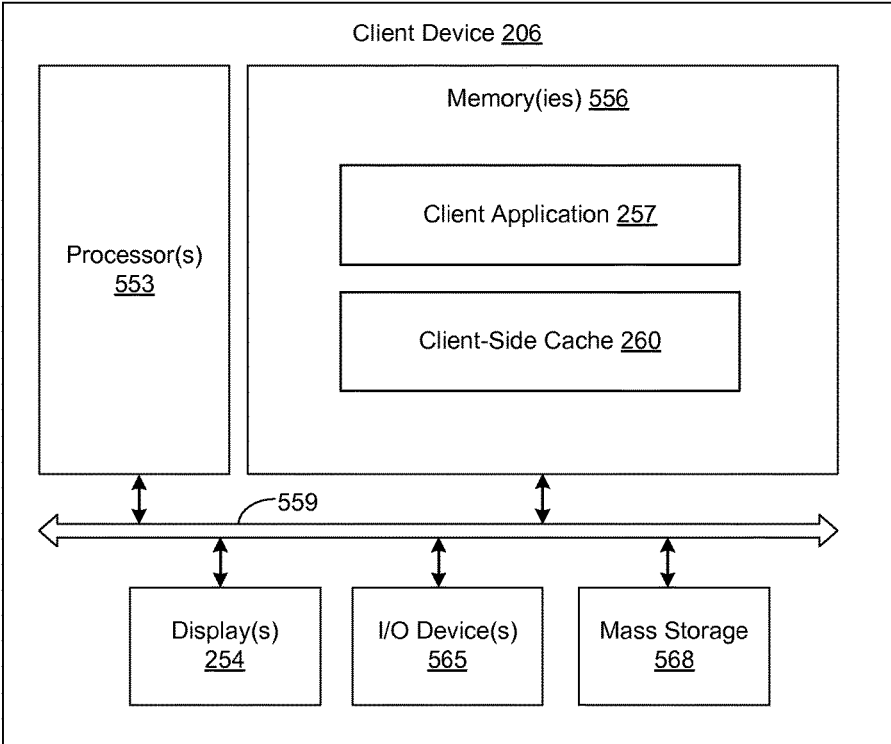 Client Device 206
Memory(ies) 556
Client Application 257
Processor(s)
553
Client-Side Cache 260
559
Display(s)
254
I/O Device(s)
565
Mass Storage
568